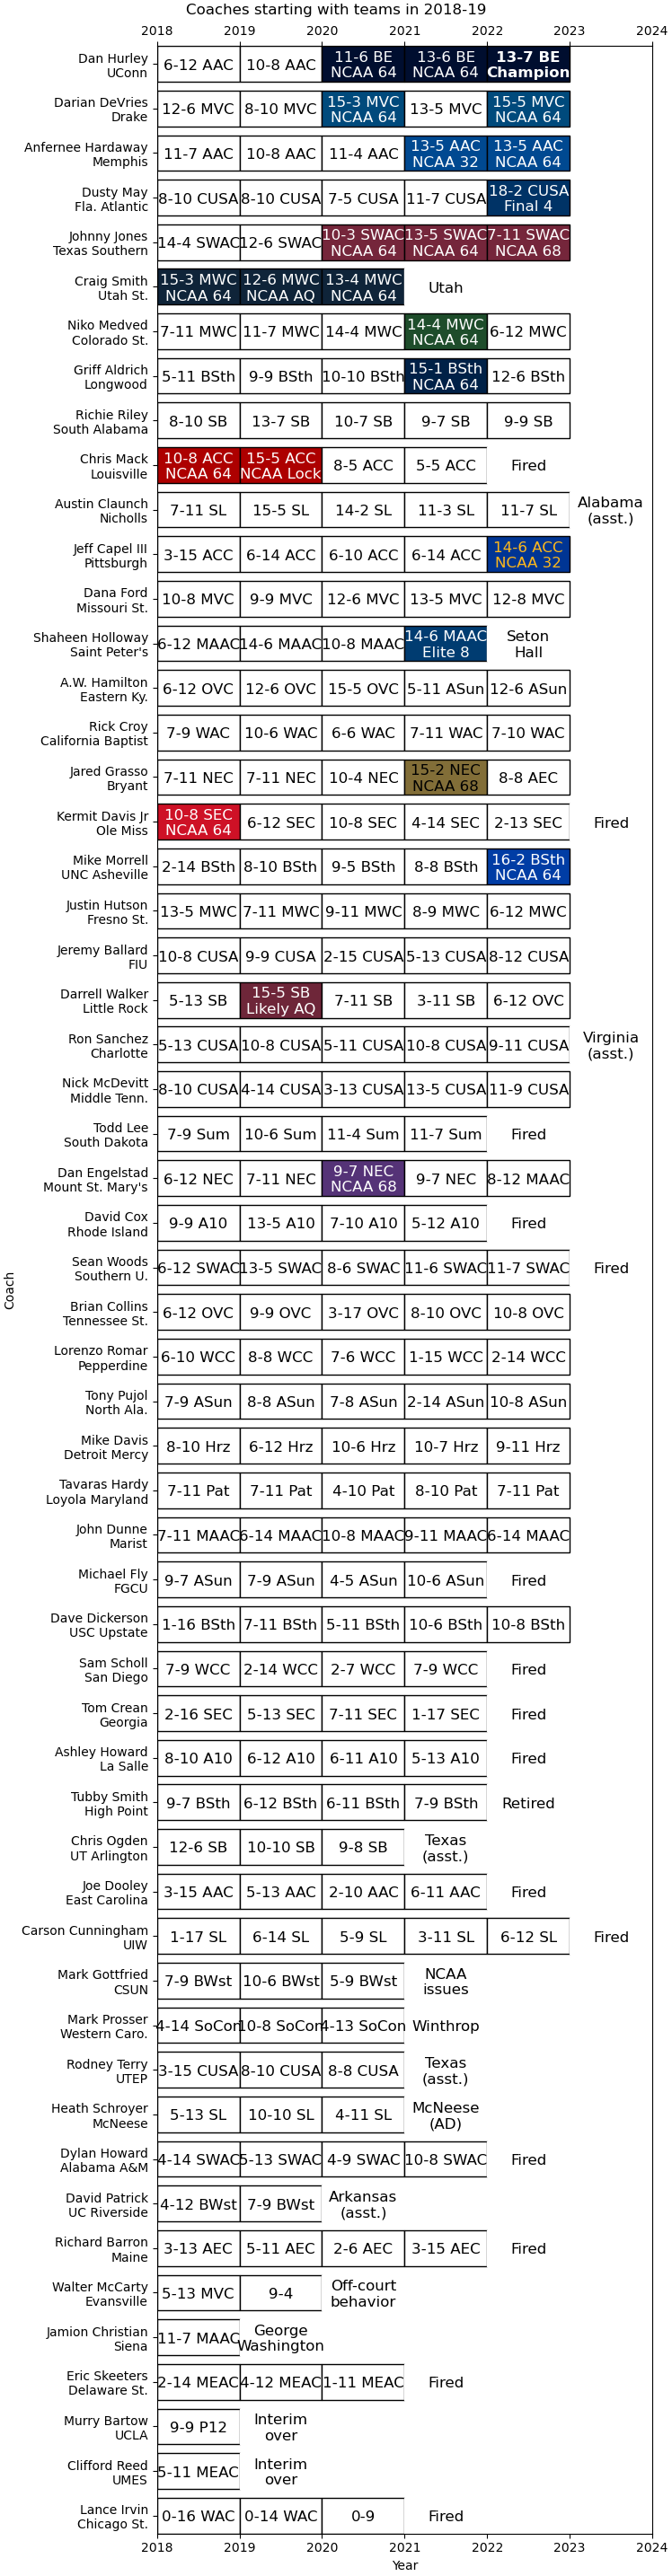 Coaches starting with teams in 2018-19
2018 2019 2020 2021 2022 2023 2024
Dan Hurley
UConn
6-12 AAC
10-8 AAC
11-6 BE
NCAA 64
13-6 BE
NCAA 64
13-7 BE
Champion
Darian DeVries
Drake
12-6 MVC
8-10 MVC
15-3 MVC
NCAA 64
13-5 MVC
15-5 MVC
NCAA 64
Anfernee Hardaway
Memphis
11-7 AAC
10-8 AAC
11-4 AAC
13-5 AAC
NCAA 32
13-5 AAC
NCAA 64
Dusty May
Fla. Atlantic
8-10 CUSA
8-10 CUSA
7-5 CUSA
11-7 CUSA
18-2 CUSA
Final 4
Johnny Jones
Texas Southern
14-4 SWAC
12-6 SWAC
10-3 SWAC
NCAA 64
13-5 SWAC
NCAA 64
7-11 SWAC
NCAA 68
Craig Smith
Utah St.
15-3 MWC
NCAA 64
12-6 MWC
NCAA AQ
13-4 MWC
NCAA 64
Utah
Niko Medved
Colorado St.
7-11 MWC
11-7 MWC
14-4 MWC
14-4 MWC
NCAA 64
6-12 MWC
Griff Aldrich
Longwood
5-11 BSth
9-9 BSth
10-10 BSth
15-1 BSth
NCAA 64
12-6 BSth
Richie Riley
South Alabama
8-10 SB
13-7 SB
10-7 SB
9-7 SB
9-9 SB
Chris Mack
Louisville
10-8 ACC
NCAA 64
15-5 ACC
NCAA Lock
8-5 ACC
5-5 ACC
Fired
Austin Claunch
Nicholls
7-11 SL
15-5 SL
14-2 SL
11-3 SL
11-7 SL
Alabama
(asst.)
Jeff Capel III
Pittsburgh
3-15 ACC
6-14 ACC
6-10 ACC
6-14 ACC
14-6 ACC
NCAA 32
Dana Ford
Missouri St.
10-8 MVC
9-9 MVC
12-6 MVC
13-5 MVC
12-8 MVC
Shaheen Holloway
Saint Peter's
6-12 MAAC
14-6 MAAC
10-8 MAAC
14-6 MAAC
Elite 8
Seton
Hall
A.W. Hamilton
Eastern Ky.
6-12 OVC
12-6 OVC
15-5 OVC
5-11 ASun
12-6 ASun
Rick Croy
California Baptist
7-9 WAC
10-6 WAC
6-6 WAC
7-11 WAC
7-10 WAC
Jared Grasso
Bryant
7-11 NEC
7-11 NEC
10-4 NEC
15-2 NEC
NCAA 68
8-8 AEC
Kermit Davis Jr
Ole Miss
10-8 SEC
NCAA 64
6-12 SEC
10-8 SEC
4-14 SEC
2-13 SEC
Fired
Mike Morrell
UNC Asheville
2-14 BSth
8-10 BSth
9-5 BSth
8-8 BSth
16-2 BSth
NCAA 64
Justin Hutson
Fresno St.
13-5 MWC
7-11 MWC
9-11 MWC
8-9 MWC
6-12 MWC
Jeremy Ballard
FIU
10-8 CUSA
9-9 CUSA
2-15 CUSA
5-13 CUSA
8-12 CUSA
Darrell Walker
Little Rock
5-13 SB
15-5 SB
Likely AQ
7-11 SB
3-11 SB
6-12 OVC
Ron Sanchez
Charlotte
5-13 CUSA
10-8 CUSA
5-11 CUSA
10-8 CUSA
9-11 CUSA
Virginia
(asst.)
Nick McDevitt
Middle Tenn.
8-10 CUSA
4-14 CUSA
3-13 CUSA
13-5 CUSA
11-9 CUSA
Todd Lee
South Dakota
7-9 Sum
10-6 Sum
11-4 Sum
11-7 Sum
Fired
Dan Engelstad
Mount St. Mary's
6-12 NEC
7-11 NEC
9-7 NEC
NCAA 68
9-7 NEC
8-12 MAAC
David Cox
Rhode Island
9-9 A10
13-5 A10
7-10 A10
5-12 A10
Fired
Sean Woods
Southern U.
6-12 SWAC
13-5 SWAC
8-6 SWAC
11-6 SWAC
11-7 SWAC
Fired
Coach
Brian Collins
Tennessee St.
6-12 OVC
9-9 OVC
3-17 OVC
8-10 OVC
10-8 OVC
Lorenzo Romar
Pepperdine
6-10 WCC
8-8 WCC
7-6 WCC
1-15 WCC
2-14 WCC
Tony Pujol
North Ala.
7-9 ASun
8-8 ASun
7-8 ASun
2-14 ASun
10-8 ASun
Mike Davis
Detroit Mercy
8-10 Hrz
6-12 Hrz
10-6 Hrz
10-7 Hrz
9-11 Hrz
Tavaras Hardy
Loyola Maryland
7-11 Pat
7-11 Pat
4-10 Pat
8-10 Pat
7-11 Pat
John Dunne
Marist
7-11 MAAC
6-14 MAAC
10-8 MAAC
9-11 MAAC
6-14 MAAC
Michael Fly
FGCU
9-7 ASun
7-9 ASun
4-5 ASun
10-6 ASun
Fired
Dave Dickerson
USC Upstate
1-16 BSth
7-11 BSth
5-11 BSth
10-6 BSth
10-8 BSth
Sam Scholl
San Diego
7-9 WCC
2-14 WCC
2-7 WCC
7-9 WCC
Fired
Tom Crean
Georgia
2-16 SEC
5-13 SEC
7-11 SEC
1-17 SEC
Fired
Ashley Howard
La Salle
8-10 A10
6-12 A10
6-11 A10
5-13 A10
Fired
Tubby Smith
High Point
9-7 BSth
6-12 BSth
6-11 BSth
7-9 BSth
Retired
Chris Ogden
UT Arlington
12-6 SB
10-10 SB
9-8 SB
Texas
(asst.)
Joe Dooley
East Carolina
3-15 AAC
5-13 AAC
2-10 AAC
6-11 AAC
Fired
Carson Cunningham
UIW
1-17 SL
6-14 SL
5-9 SL
3-11 SL
6-12 SL
Fired
Mark Gottfried
CSUN
7-9 BWst
10-6 BWst
5-9 BWst
NCAA
issues
Mark Prosser
Western Caro.
4-14 SoCon
10-8 SoCon
4-13 SoCon
Winthrop
Rodney Terry
UTEP
3-15 CUSA
8-10 CUSA
8-8 CUSA
Texas
(asst.)
Heath Schroyer
McNeese
5-13 SL
10-10 SL
4-11 SL
McNeese
(AD)
Dylan Howard
Alabama A&M
4-14 SWAC
5-13 SWAC
4-9 SWAC
10-8 SWAC
Fired
David Patrick
UC Riverside
4-12 BWst
7-9 BWst
Arkansas
(asst.)
Richard Barron
Maine
3-13 AEC
5-11 AEC
2-6 AEC
3-15 AEC
Fired
Walter McCarty
Evansville
5-13 MVC
9-4
Off-court
behavior
Jamion Christian
Siena
11-7 MAAC
George
Washington
Eric Skeeters
Delaware St.
2-14 MEAC
4-12 MEAC
1-11 MEAC
Fired
Murry Bartow
UCLA
9-9 P12
Interim
over
Clifford Reed
UMES
5-11 MEAC
Interim
over
Lance Irvin
Chicago St.
0-16 WAC
0-14 WAC
0-9
Fired
2018 2019 2020 2021 2022 2023 2024
Year